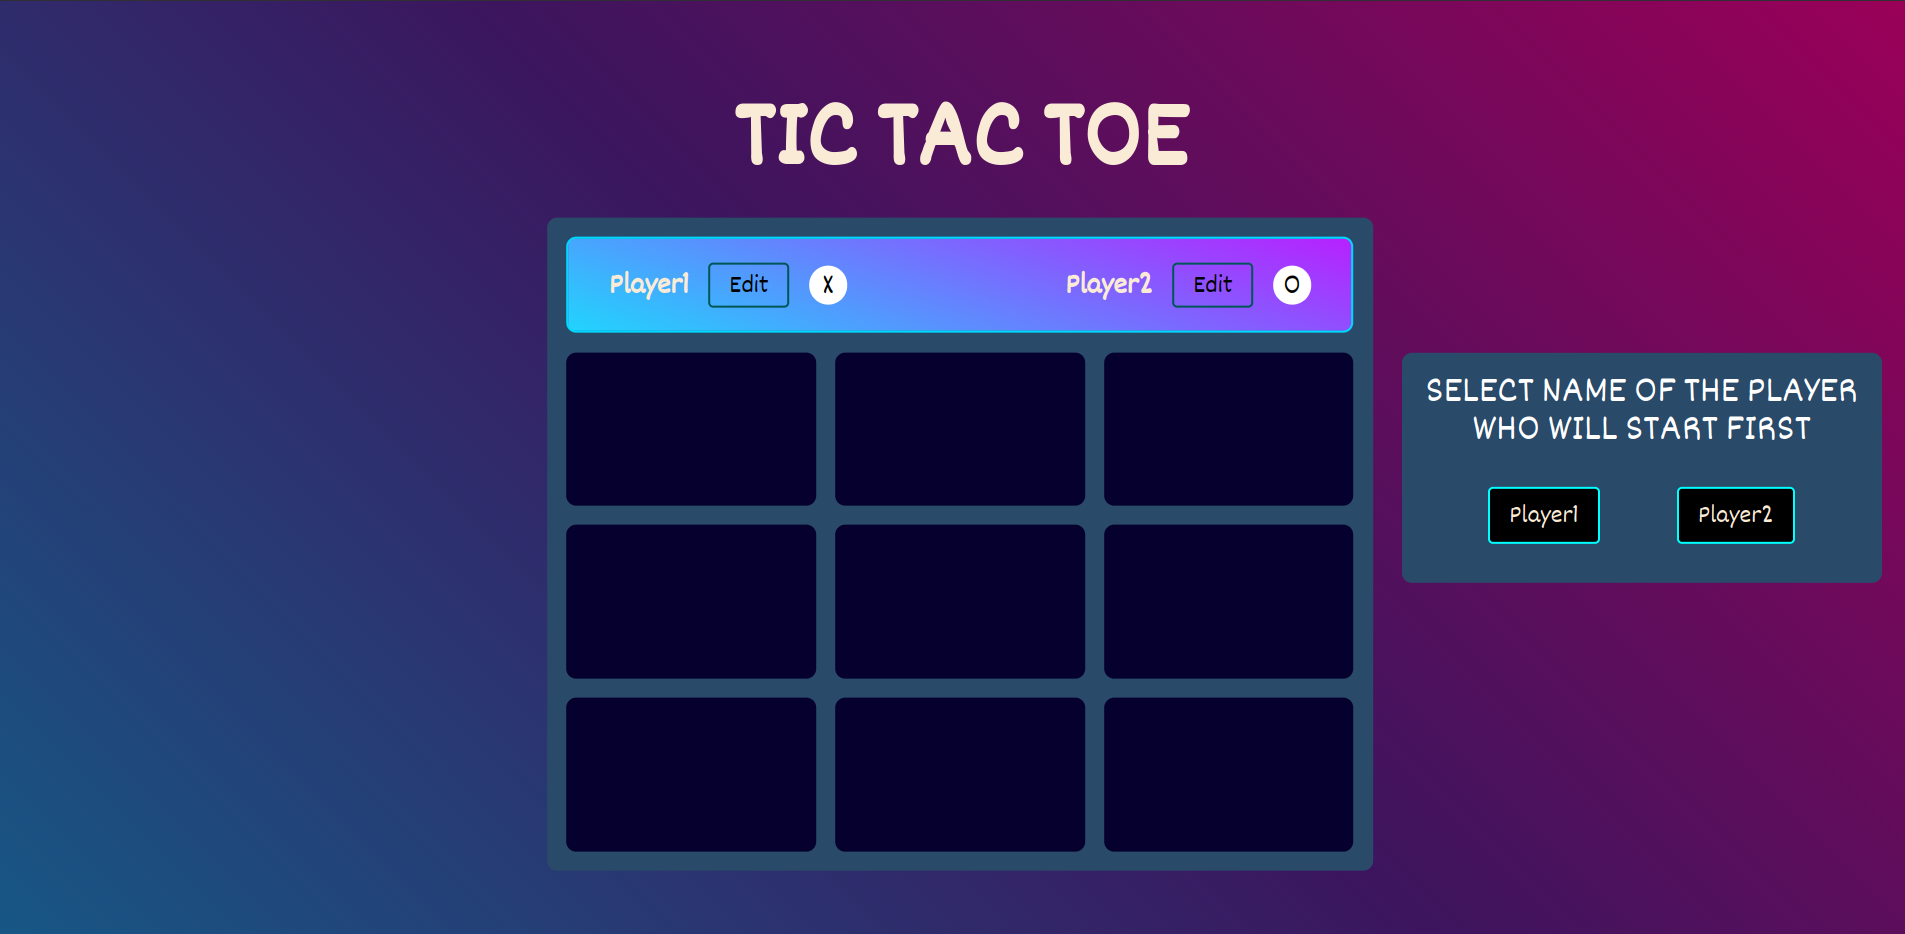 TIC TAC TOE
Player1 Edit X Player2 Edit O
SELECT NAME OF THE PLAYER
WHO WILL START FIRST
Player1 Player2